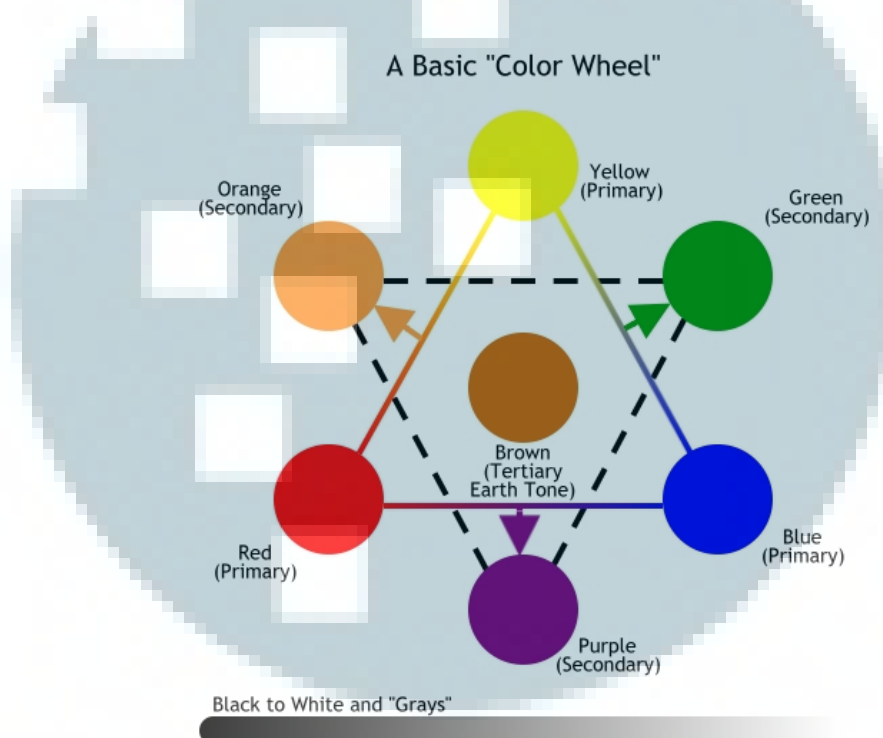 A Basic "Color Wheel"
Yellow
(Primary)
Orange
(Secondary)
Green
(Secondary)
Brown
(Tertiary
Earth Tone)
Red
(Primary)
Blue
(Primary)
Purple
(Secondary)
Black to White and "Grays"